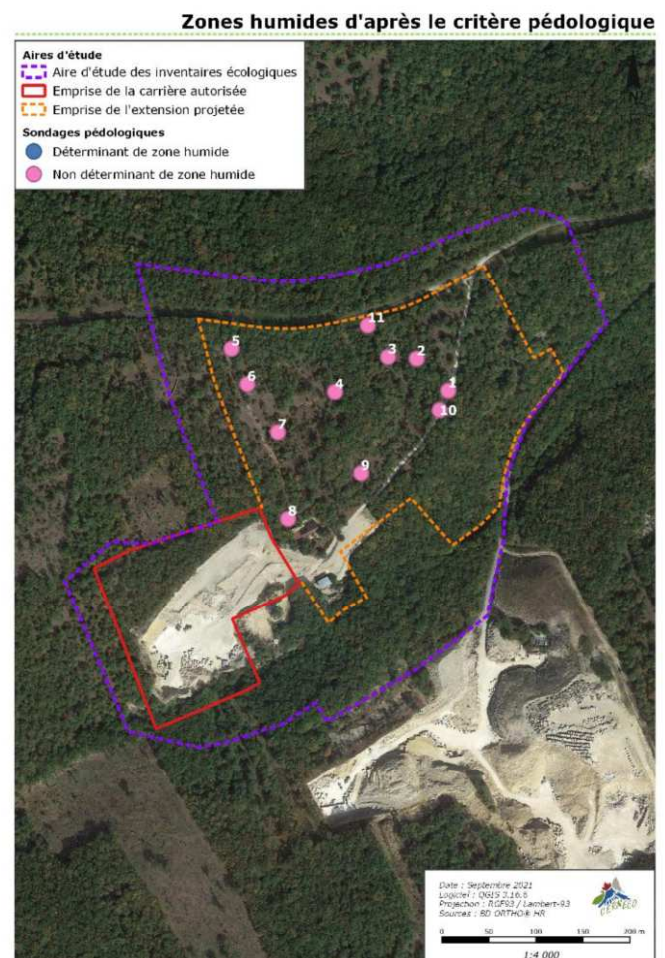 Zones humides d'après le critère pédologique
Aires d'étude
Aire d'étude des inventaires écologiques
Emprise de la carrière autorisée
Emprise de l'extension projetée
Sondages pédologiques
Déterminant de zone humide
Non déterminant de zone humide
11
5
3
2
6
4
1
10
7
9
8
Date : Septembre 2021
Logiciel : QGIS 3.16.6
Projection : RGF93 / Lambert-93
Sources : BD ORTHO® HR
0 50 100 150 200 m
1:4 000